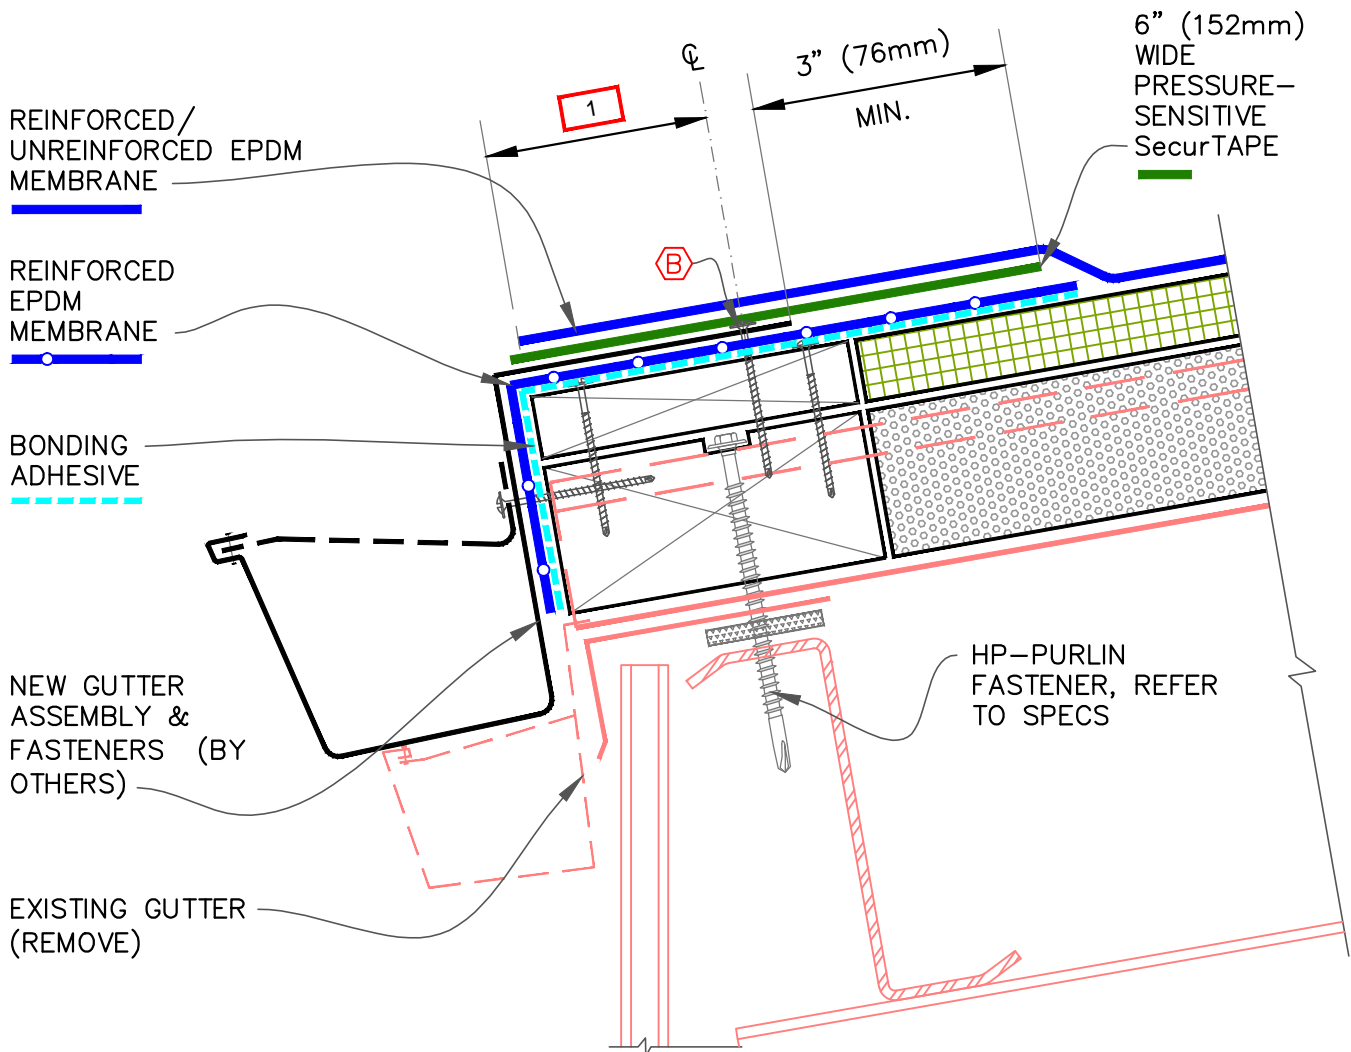 6” (152mm)
WIDE
PRESSURE-
SENSITIVE
SecurTAPE
℄
3” (76mm)
MIN.
1
REINFORCED/
UNREINFORCED EPDM
MEMBRANE
B
REINFORCED
EPDM
MEMBRANE
BONDING
ADHESIVE
NEW GUTTER
ASSEMBLY &
FASTENERS (BY
OTHERS)
HP-PURLIN
FASTENER, REFER
TO SPECS
EXISTING GUTTER
(REMOVE)